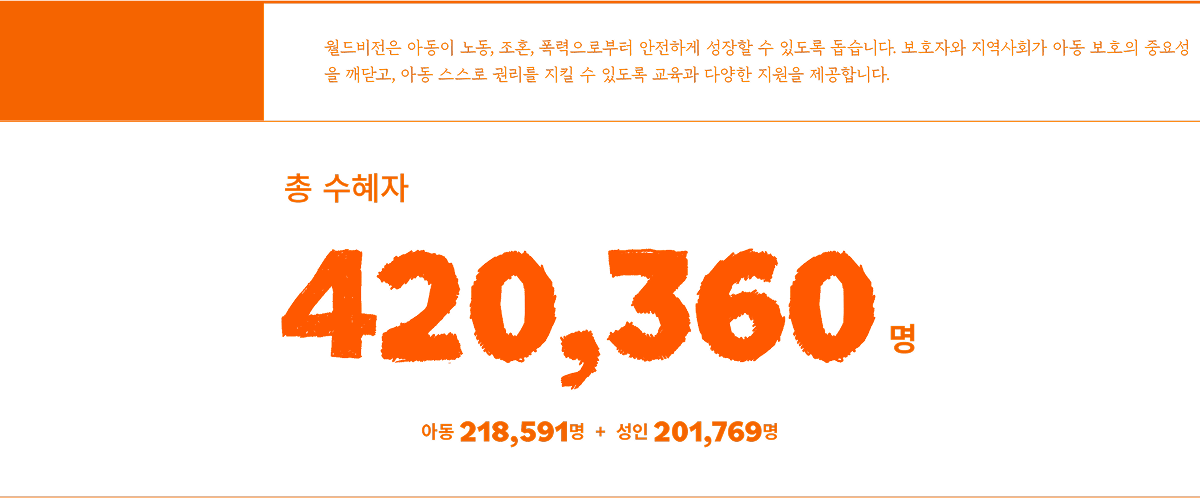 월드비전은 아동이 노동, 조혼, 폭력으로부터 안전하게 성장할 수 있도록 돕습니다. 보호자와 지역사회가 아동 보호의 중요성
을 깨닫고, 아동 스스로 권리를 지킬 수 있도록 교육과 다양한 지원을 제공합니다.
총 수혜자
420,360 명
아동 218,591명 + 성인 201,769명